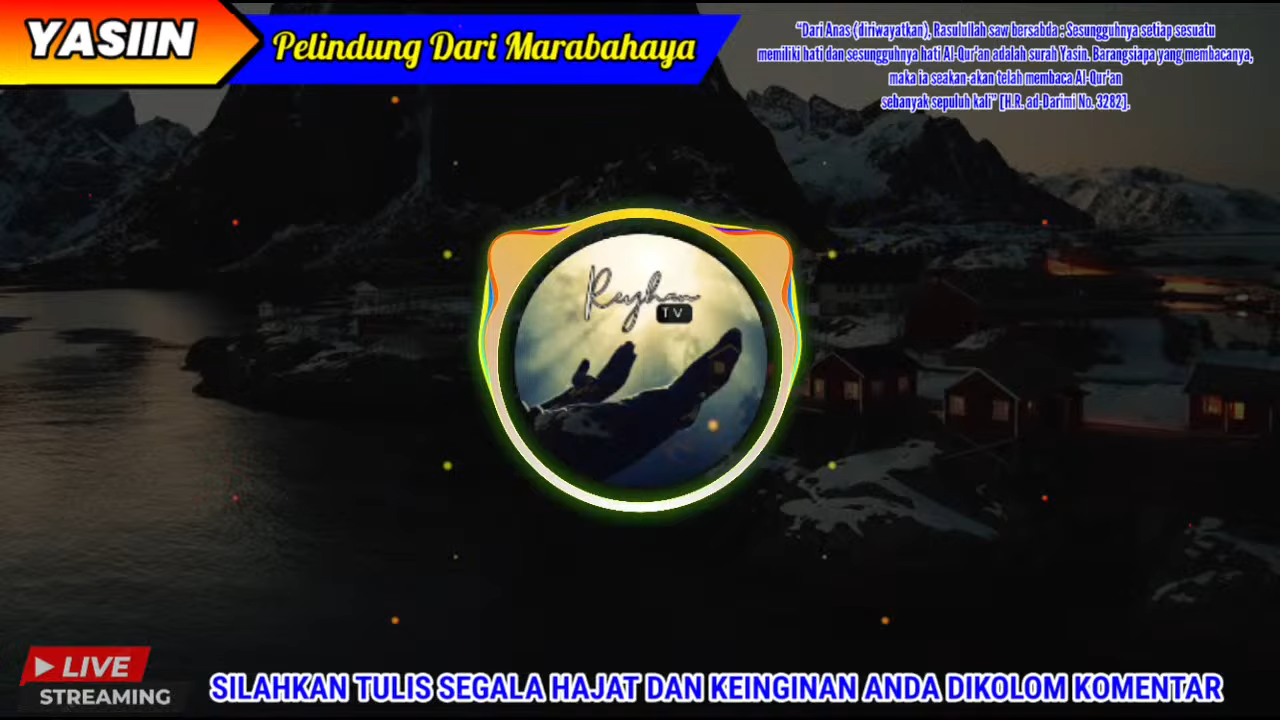 YASIIN
Pelindung Dari Marabahaya
“Dari Anas (diriwayatkan), Rasulullah saw bersabda : Sesungguhnya setiap sesuatu
memiliki hati dan sesungguhnya hati Al-Qur’an adalah surah Yasin. Barangsiapa yang membacanya,
maka ia seakan-akan telah membaca Al-Qur’an
sebanyak sepuluh kali” [H.R. ad-Darimi No. 3282].
Reyhan
TV
LIVE
STREAMING
SILAHKAN TULIS SEGALA HAJAT DAN KEINGINAN ANDA DIKOLOM KOMENTAR